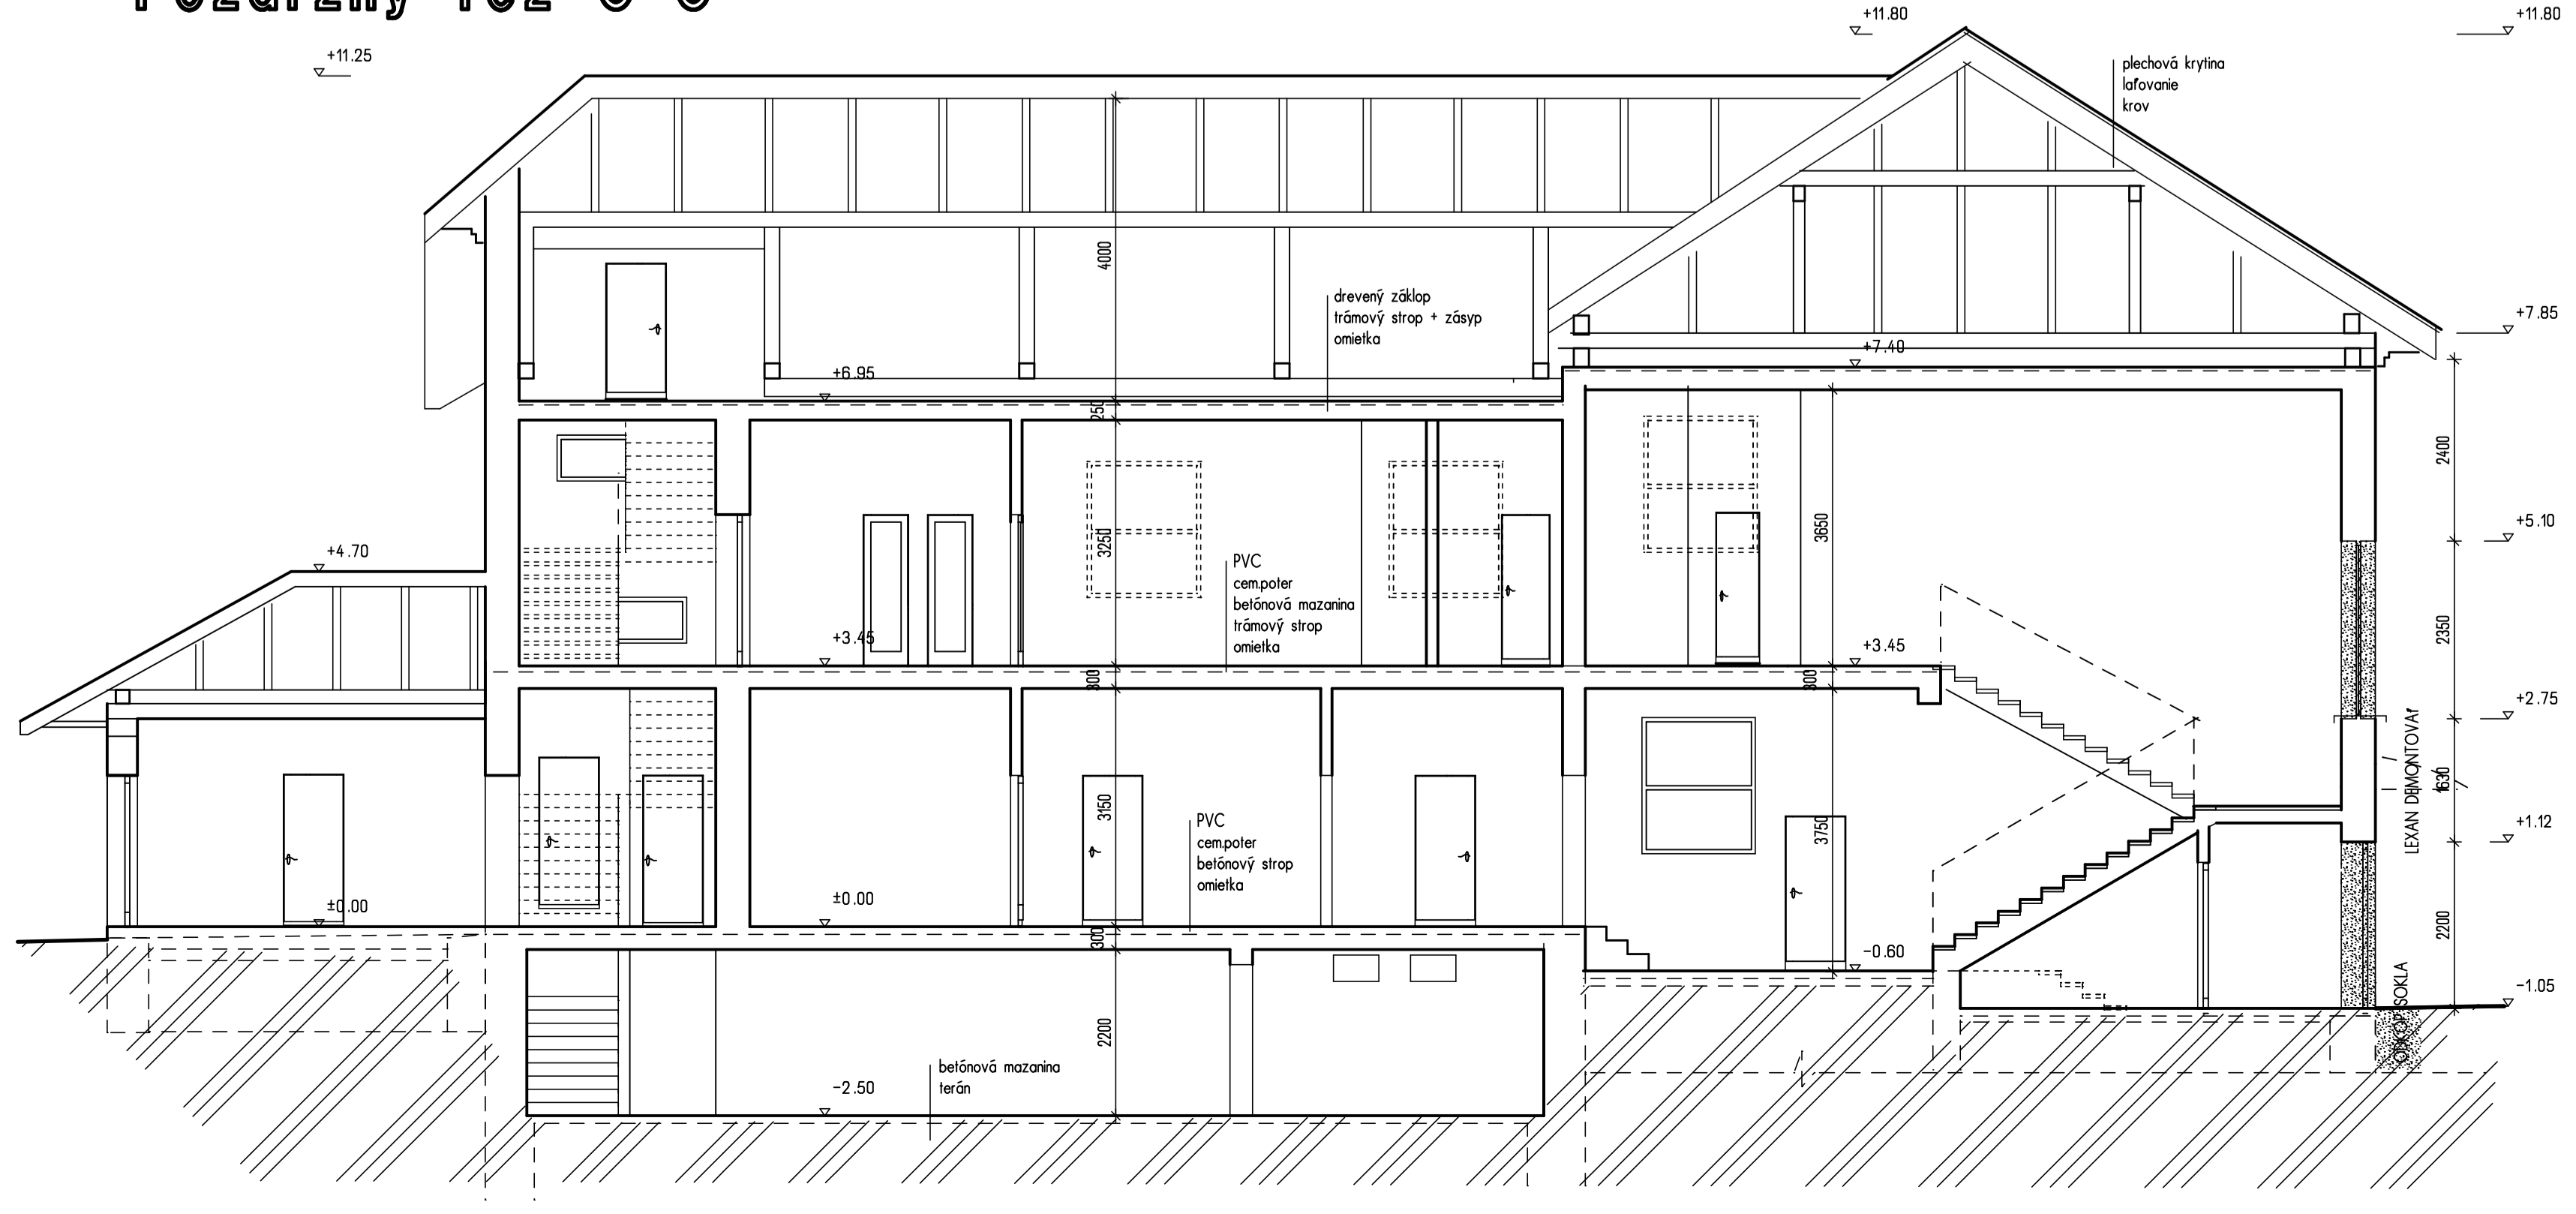 +11.80
+11.80
+11.25
plechová krytina
laťovanie
krov
4000
drevený záklop
trámový strop + zásyp
omietka
+7.85
+7.40
+6.95
250
2400
+5.10
3250
3650
+4.70
PVC
cem.poter
betónová mazanina
trámový strop
omietka
+3.45
+3.45
2350
300
300
+2.75
LEXAN DEMONTOVAť
1630
3150
PVC
cem.poter
betónový strop
omietka
3750
+1.12
±0.00
±0.00
300
-0.60
2200
-1.05
ODKOP SOKLA
2200
betónová mazanina
terán
-2.50